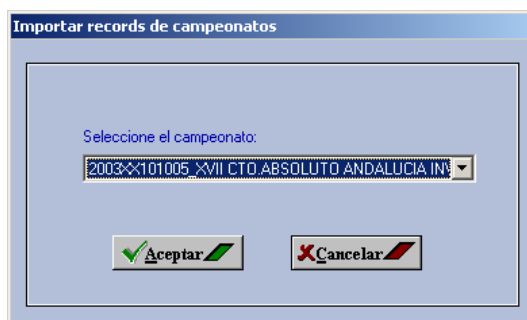 Importar records de campeonatos
Seleccione el campeonato:
2003XX101005_XVII CTO.ABSOLUTO ANDALUCIA INV
Aceptar
Cancelar